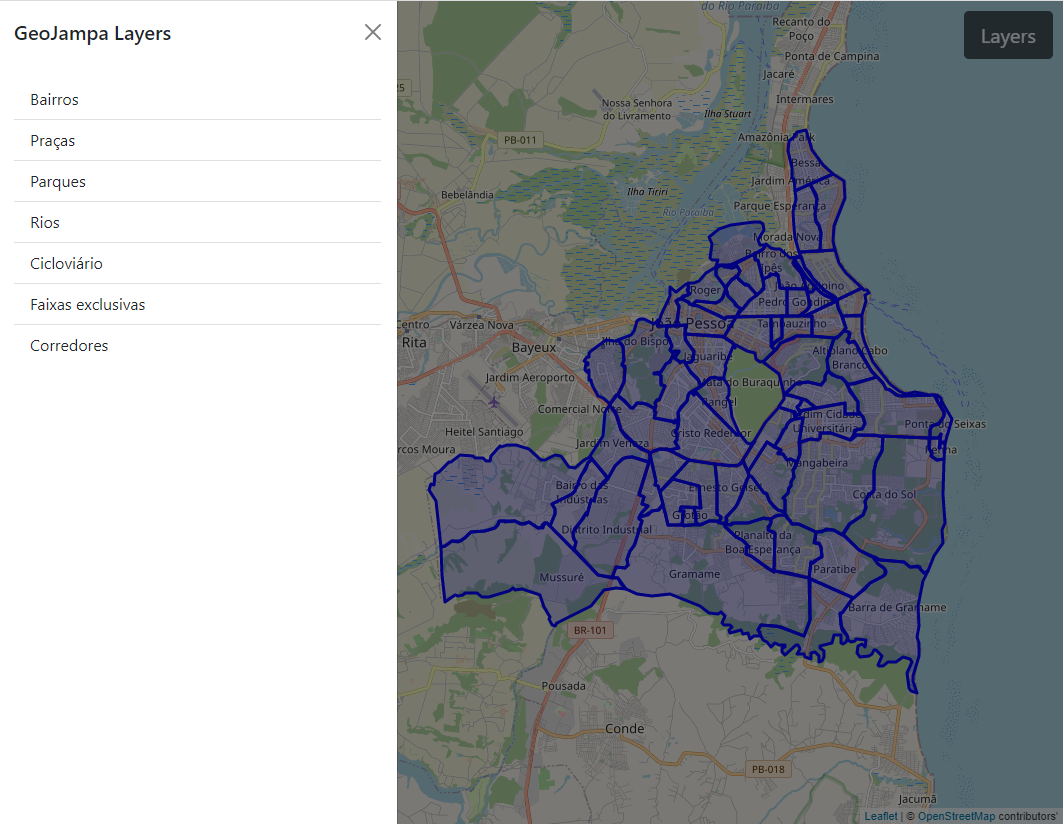 GeoJampa Layers
Bairros
Praças
Parques
Rios
Cicloviário
Faixas exclusivas
Corredores
Layers
do Rio Paraíba
Recanto do
Poço
Ponta de Campina
Jacaré
Intermares
Nossa Senhora
do Livramento
Ilha Stuart
PB-011
Amazônia Park
Bessa
Jardim América
Ilha Tiriri
Bebelândia
Parque Esperança
Rio Paraíba
Morada Nova
Bairro dos
Ipês
João Agripino
Roger
Pedro Gondim
João Pessoa
Tambauzinho
Centro
Várzea Nova
Rita
Bayeux
Ilha do Bispo
Jaguaribe
Altiplano Cabo
Branco
Jardim Aeroporto
Mata do Buraquinho
Rangel
Comercial Norte
Jardim Cidade
Universitária
Ponta do Seixas
Heitel Santiago
Cristo Redentor
Jardim Veneza
Penha
rcos Moura
Mangabeira
Bairro das
Indústrias
Ernesto Geisel
Costa do Sol
Grotão
Distrito Industrial
Planalto da
Boa Esperança
Mussuré
Gramame
Paratibe
Barra de Gramame
BR-101
Pousada
Conde
PB-018
Jacumã
Leaflet | © OpenStreetMap contributors